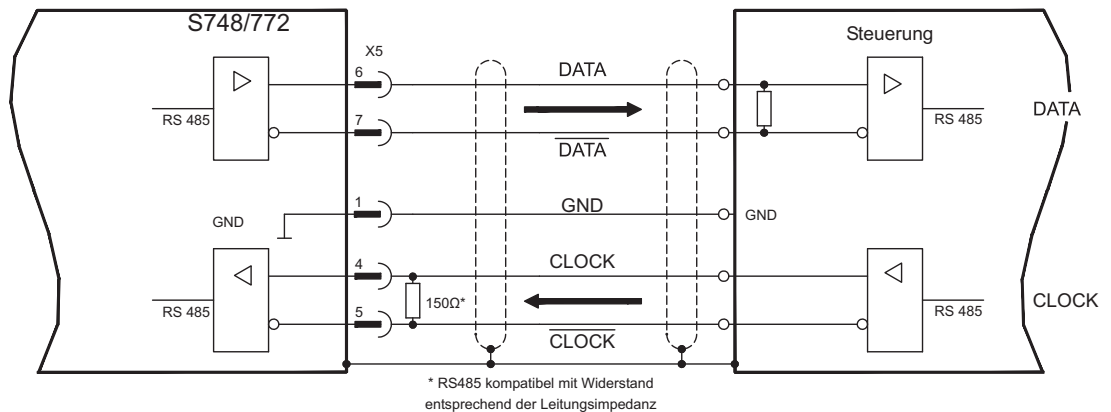 S748/772
X5
Steuerung
6
DATA
RS 485
RS 485
DATA
7
DATA
1
GND
GND
GND
4
CLOCK
150Ω*
RS 485
RS 485
CLOCK
5
CLOCK
* RS485 kompatibel mit Widerstand
entsprechend der Leitungsimpedanz